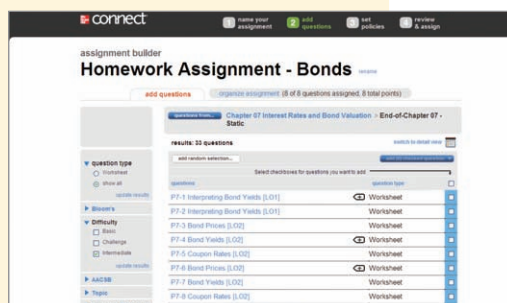 connect
1 name your assignment
2 add questions
3 set policies
4 review & assign
assignment builder
Homework Assignment - Bonds rename
add questions
organize assignment (8 of 8 questions assigned, 8 total points)
questions from... Chapter 07 Interest Rates and Bond Valuation > End-of-Chapter 07 - Static
results: 33 questions
switch to detail view
add random selection...
Select checkboxes for questions you want to add
questions question type
question type
Worksheet
show all
update results
Bloom's
Difficulty
Basic
Challenge
Intermediate
update results
AACSB
Topic
P7-1 Interpreting Bond Yields [LO1] Worksheet
P7-2 Interpreting Bond Yields [LO1] Worksheet
P7-3 Bond Prices [LO2] Worksheet
P7-4 Bond Yields [LO2] Worksheet
P7-5 Coupon Rates [LO2] Worksheet
P7-6 Bond Prices [LO2] Worksheet
P7-7 Bond Yields [LO2] Worksheet
P7-8 Coupon Rates [LO2] Worksheet